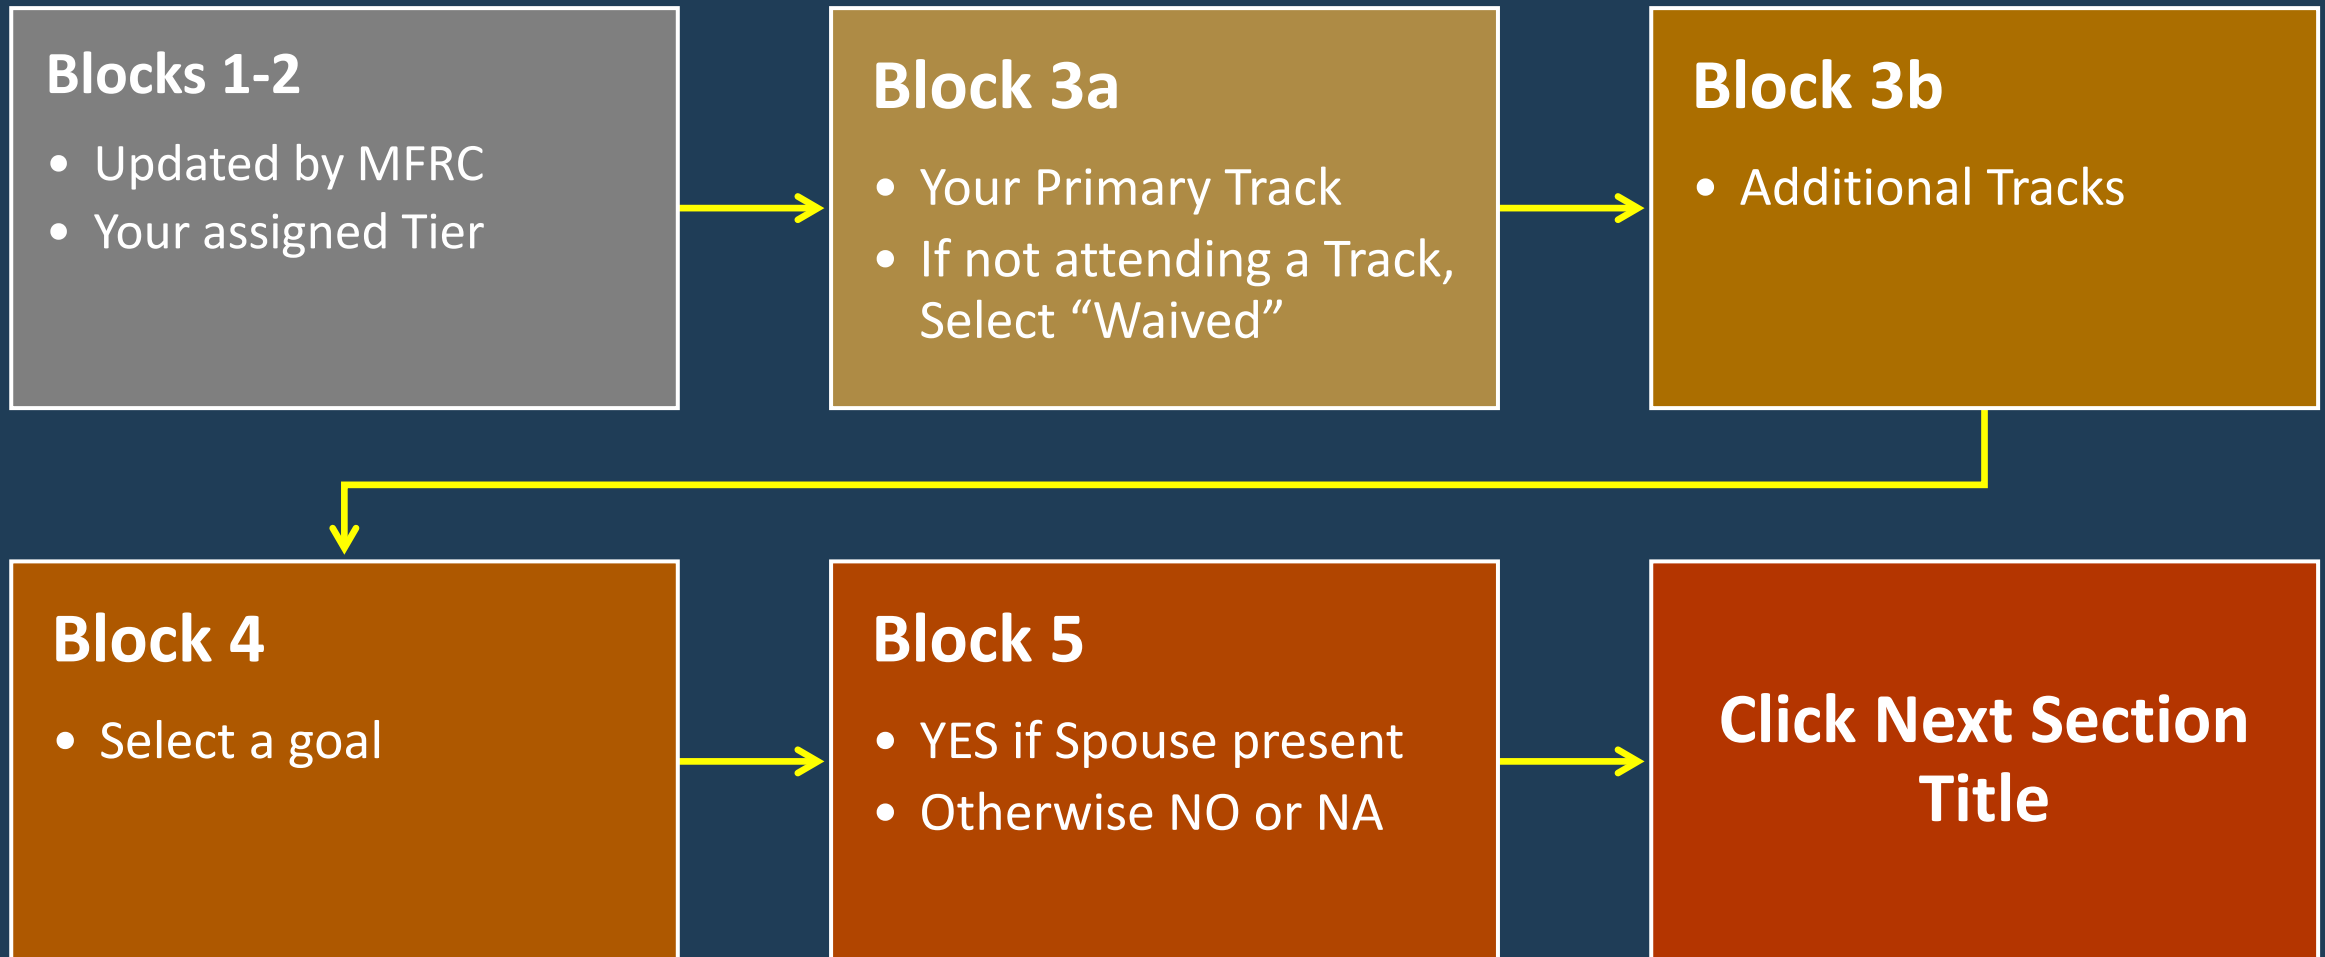 Blocks 1-2
• Updated by MFRC
• Your assigned Tier
Block 3a
• Your Primary Track
• If not attending a Track,
Select “Waived”
Block 3b
• Additional Tracks
Block 4
• Select a goal
Block 5
• YES if Spouse present
• Otherwise NO or NA
Click Next Section
Title